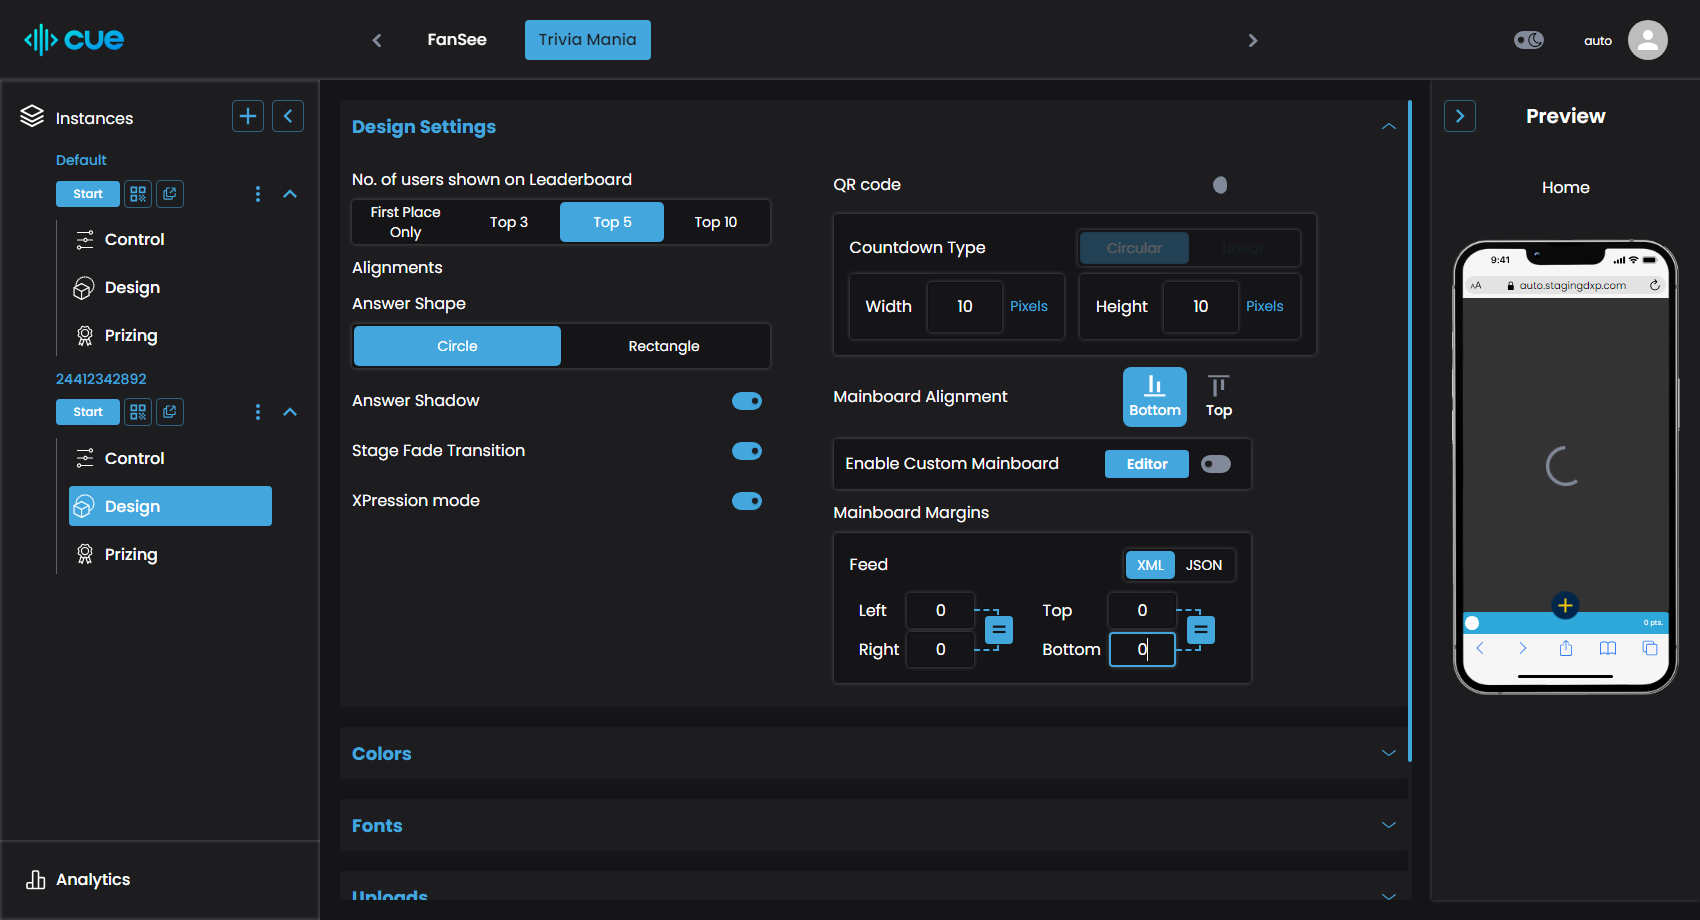 cue
FanSee
Trivia Mania
auto
Instances
Default
Start
Control
Design
Prizing
24412342892
Start
Control
Design
Prizing
Analytics
Design Settings
No. of users shown on Leaderboard
First Place
Only
Top 3
Top 5
Top 10
Alignments
Answer Shape
Circle
Rectangle
Answer Shadow
Stage Fade Transition
XPression mode
QR code
Countdown Type
Circular
Linear
Width
10
Pixels
Height
10
Pixels
Mainboard Alignment
Bottom
Top
Enable Custom Mainboard
Editor
Mainboard Margins
Feed
XML
JSON
Left
0
Top
0
Right
0
Bottom
0
Colors
Fonts
Uploads
Preview
Home
9:41
AA
auto.stagingdxp.com
0 pts.